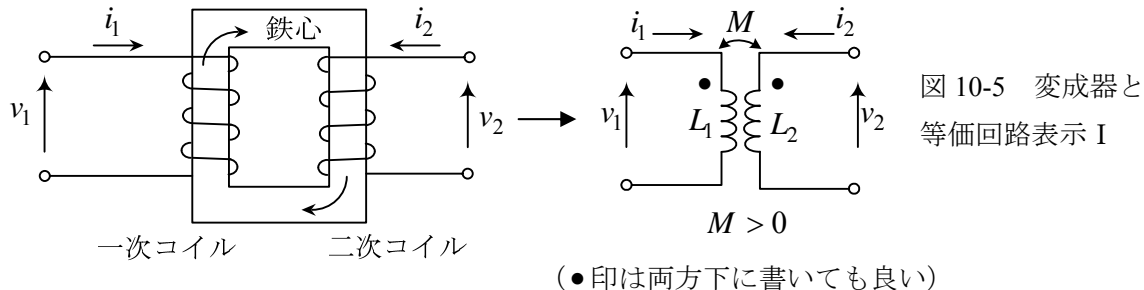 i₁
鉄心
i₂
v₁
v₂
一次コイル
二次コイル
i₁
M
i₂
v₁
L₁
L₂
v₂
M > 0
(●印は両方下に書いても良い)
図 10-5 変成器と
等価回路表示 I